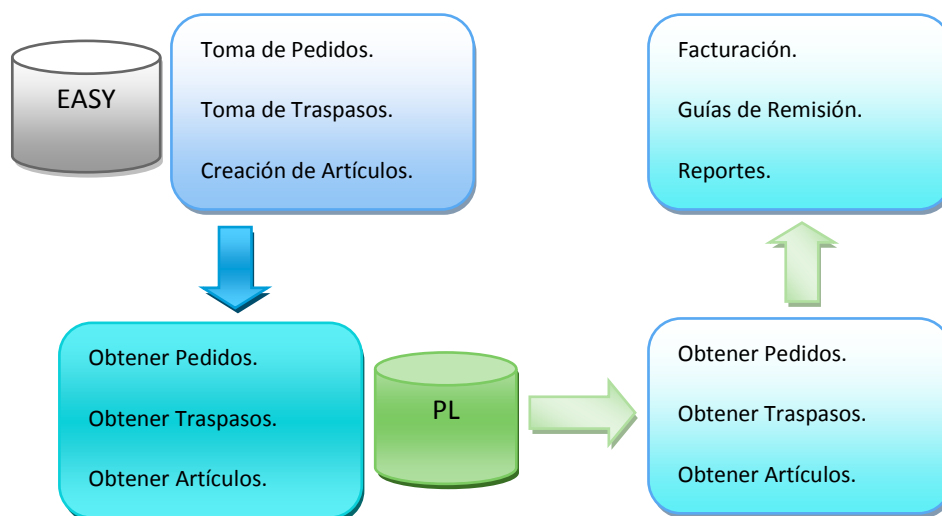 EASY
Toma de Pedidos.
Toma de Traspasos.
Creación de Artículos.
Obtener Pedidos.
Obtener Traspasos.
Obtener Artículos.
PL
Obtener Pedidos.
Obtener Traspasos.
Obtener Artículos.
Facturación.
Guías de Remisión.
Reportes.